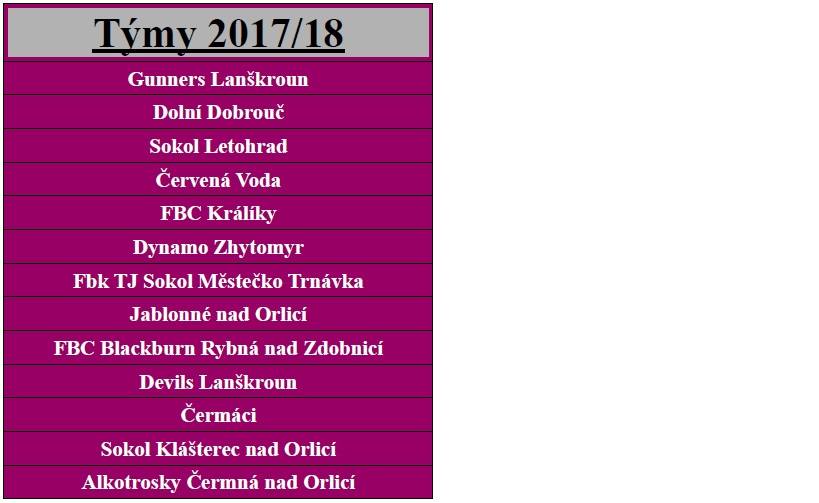 Týmy 2017/18
Gunners Lanškroun
Dolní Dobrouč
Sokol Letohrad
Červená Voda
FBC Králíky
Dynamo Zhytomyr
Fbk TJ Sokol Městečko Trnávka
Jablonné nad Orlicí
FBC Blackburn Rybná nad Zdobnicí
Devils Lanškroun
Čermáci
Sokol Klášterec nad Orlicí
Alkotrosky Čermná nad Orlicí